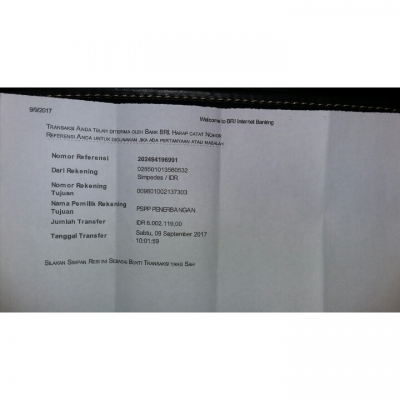 9/9/2017
Welcome to BRI Internet Banking
TRANSAKSI ANDA TELAH DITERIMA OLEH BANK BRI. HARAP CATAT NOMOR
REFERENSI ANDA UNTUK DIGUNAKAN JIKA ADA PERTANYAAN ATAU MASALAH
Nomor Referensi 203494196991
Dari Rekening 028501013560532
Simpedes / IDR
Nomor Rekening
Tujuan 009801002137303
Nama Pemilik Rekening
Tujuan PSPP PENERBANGAN
Jumlah Transfer IDR 6.002.119,00
Tanggal Transfer Sabtu, 09 September 2017
10:01:59
SILAKAN SIMPAN RESI INI SEBAGAI BUKTI TRANSAKSI YANG SAH